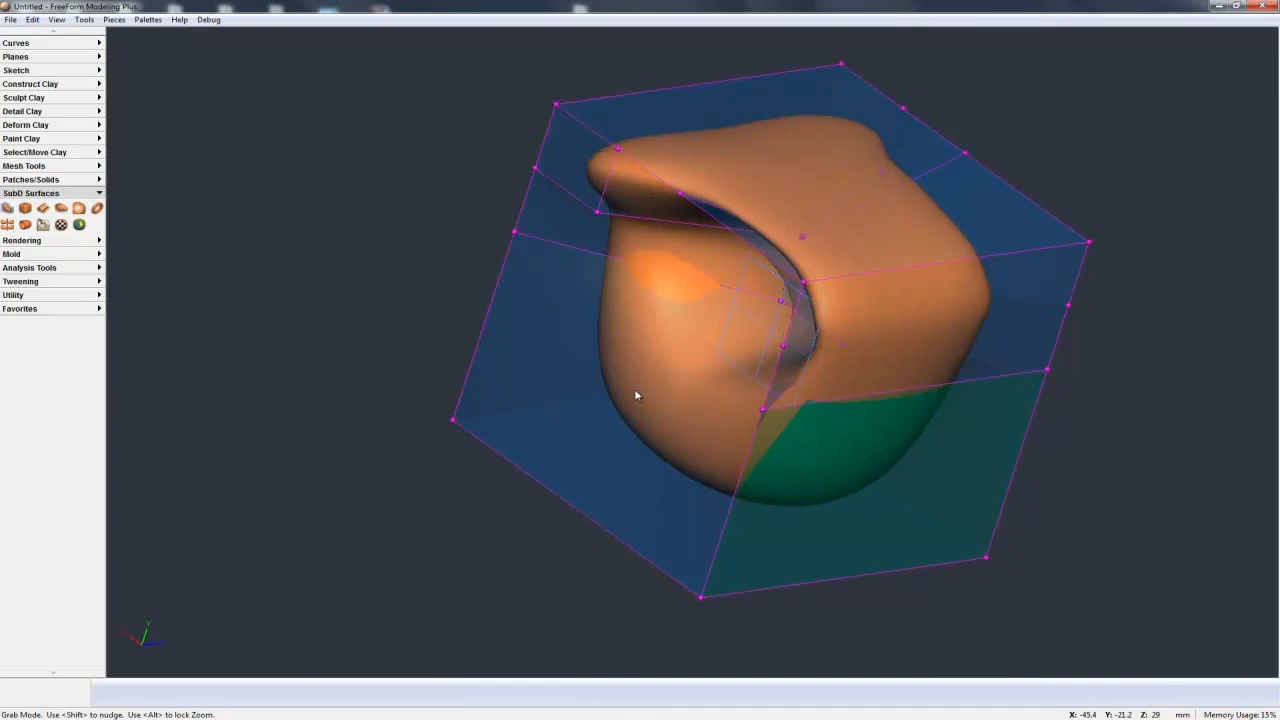 Untitled - FreeForm Modeling Plus
File Edit View Tools Pieces Palettes Help Debug
Curves
Planes
Sketch
Construct Clay
Sculpt Clay
Detail Clay
Deform Clay
Paint Clay
Select/Move Clay
Mesh Tools
Patches/Solids
SubD Surfaces
Rendering
Mold
Analysis Tools
Tweening
Utility
Favorites
Y
Grab Mode. Use <Shift> to nudge. Use <Alt> to lock Zoom. X: -45.4 Y: -21.2 Z: 29 mm Memory Usage: 15%